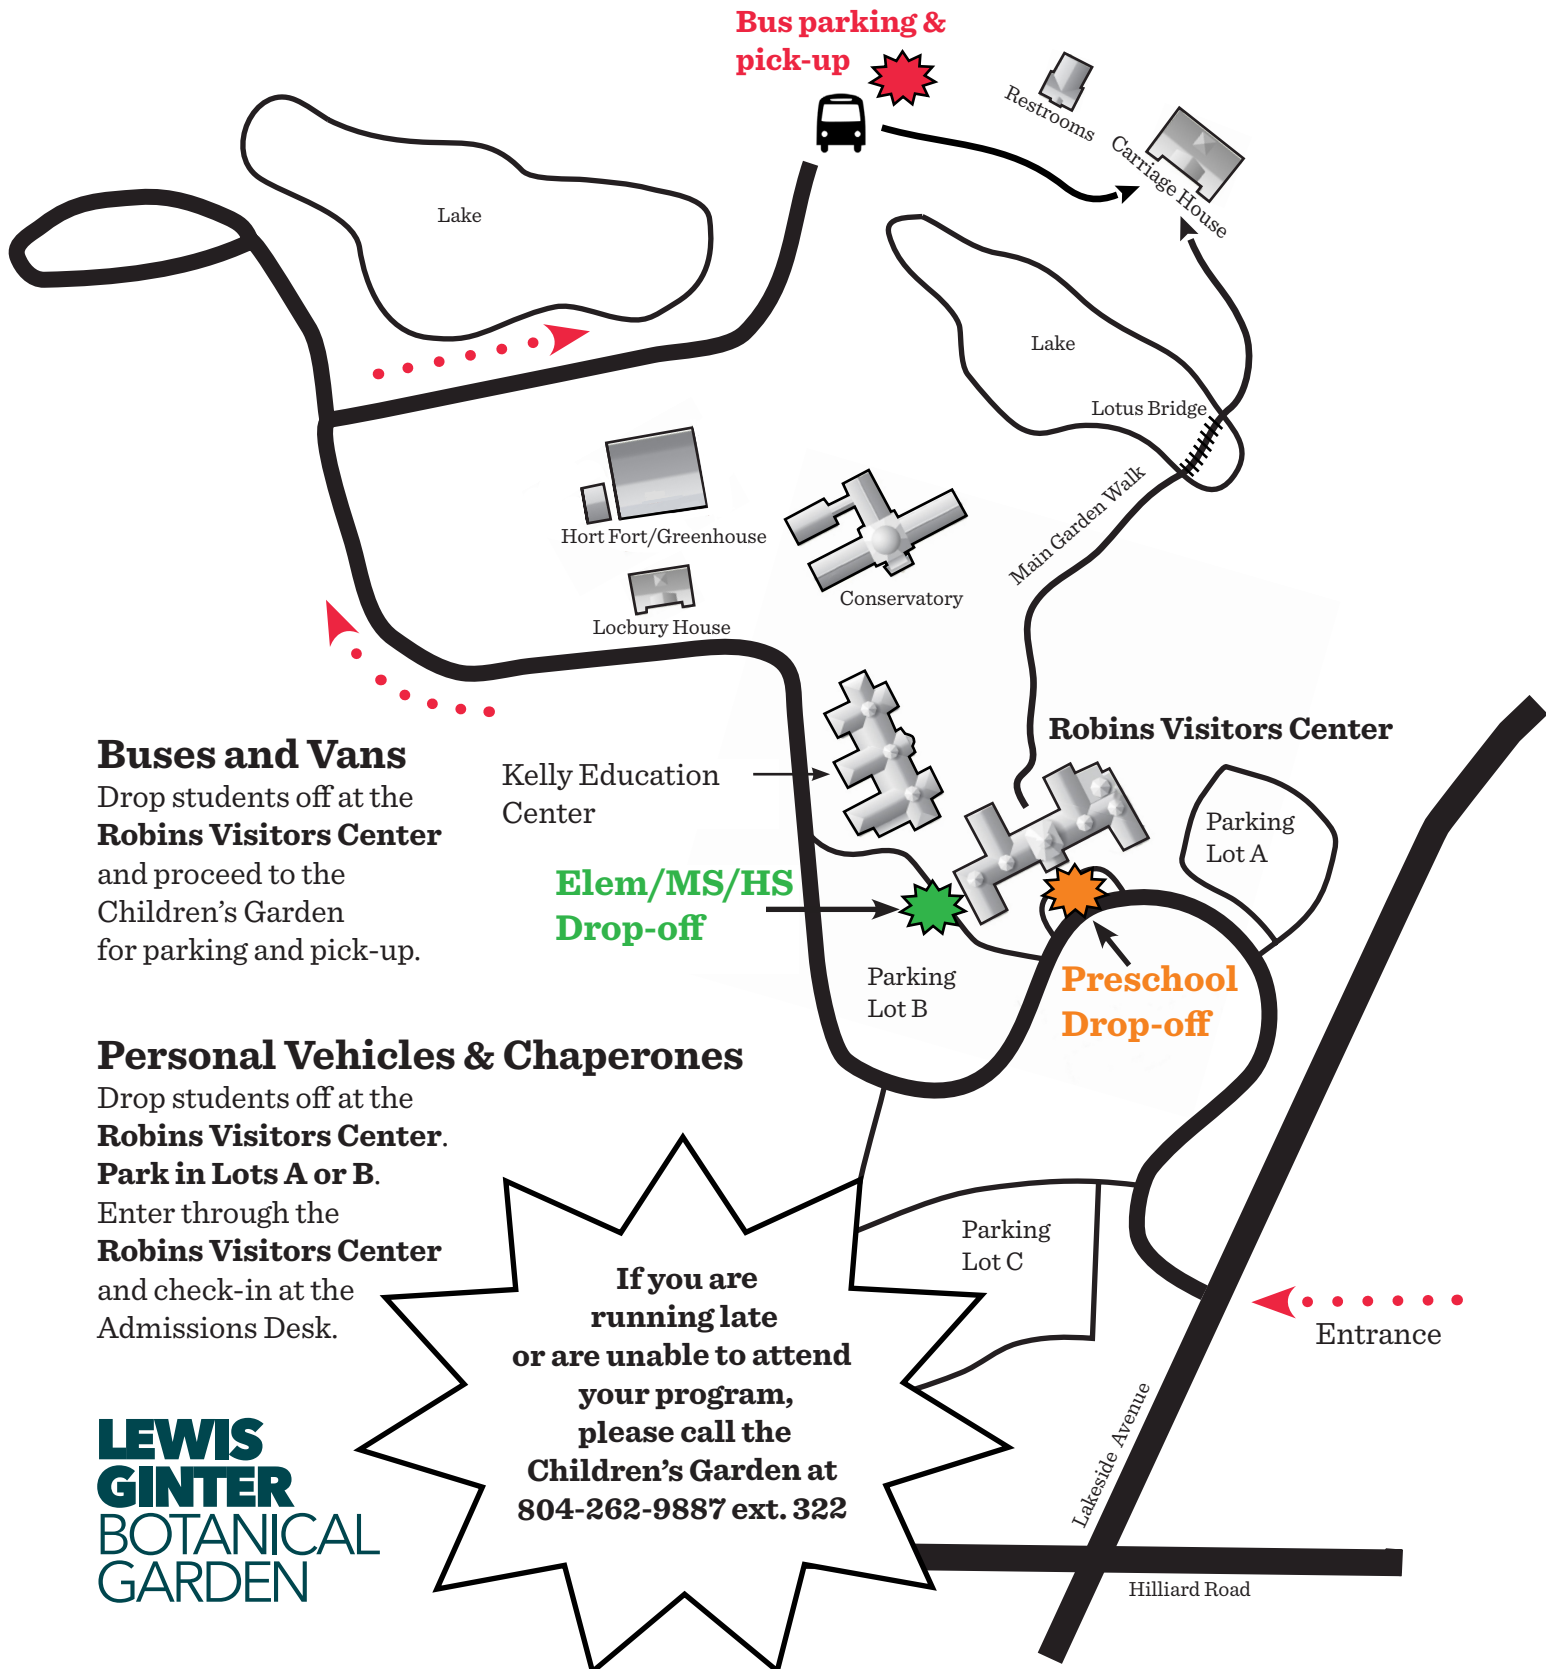 Bus parking &
pick-up
Restrooms
Carriage House
Lake
Lake
Lotus Bridge
Main Garden Walk
Hort Fort/Greenhouse
Conservatory
Locbury House
Robins Visitors Center
Buses and Vans
Drop students off at the
Robins Visitors Center
and proceed to the
Children's Garden
for parking and pick-up.
Kelly Education
Center
Parking
Lot A
Elem/MS/HS
Drop-off
Parking
Lot B
Preschool
Drop-off
Personal Vehicles & Chaperones
Drop students off at the
Robins Visitors Center.
Park in Lots A or B.
Enter through the
Robins Visitors Center
and check-in at the
Admissions Desk.
Parking
Lot C
If you are
running late
or are unable to attend
your program,
please call the
Children's Garden at
804-262-9887 ext. 322
Entrance
Lakeside Avenue
Hilliard Road
LEWIS
GINTER
BOTANICAL
GARDEN